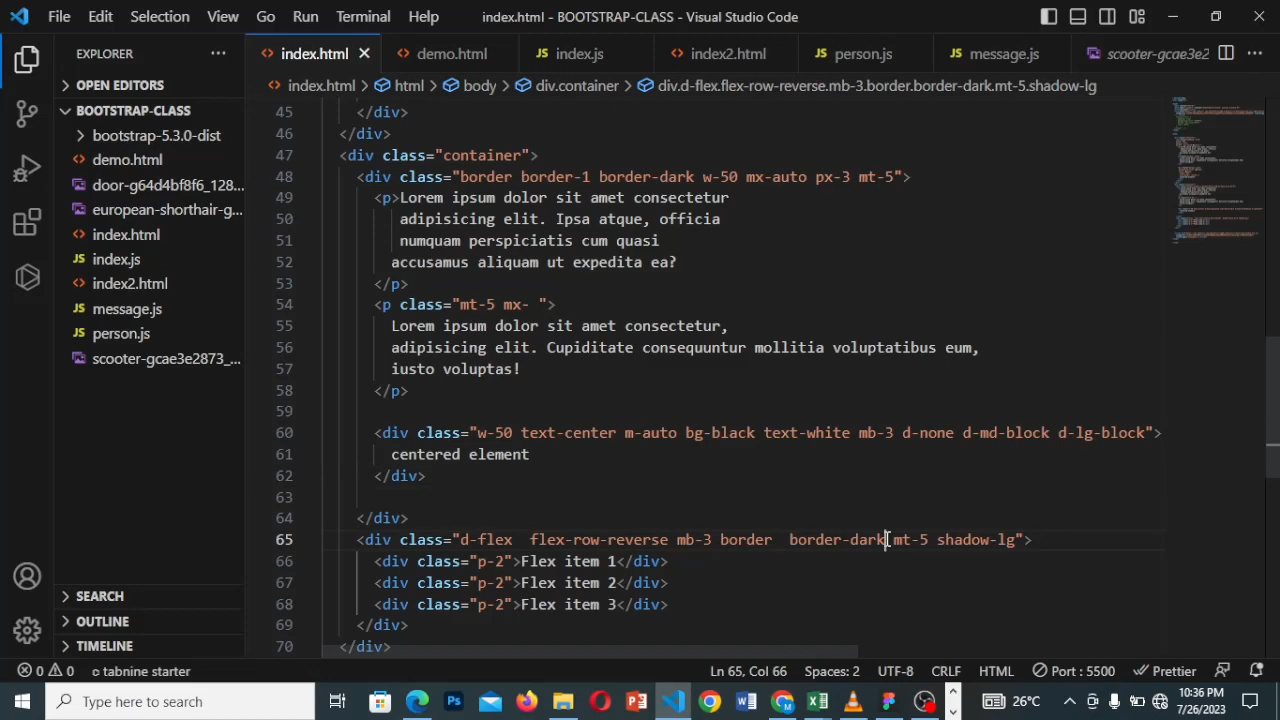 File Edit Selection View Go Run Terminal Help index.html - BOOTSTRAP-CLASS - Visual Studio Code
EXPLORER
index.html demo.html index.js index2.html person.js message.js scooter-gcae3e2
index.html > html > body > div.container > div.d-flex.flex-row-reverse.mb-3.border.border-dark.mt-5.shadow-lg
OPEN EDITORS
BOOTSTRAP-CLASS
bootstrap-5.3.0-dist
demo.html
door-g64d4bf8f6_128...
european-shorthair-g...
index.html
index.js
index2.html
message.js
person.js
scooter-gcae3e2873_...
SEARCH
OUTLINE
TIMELINE
45 </div>
46 </div>
47 <div class="container">
48 <div class="border border-1 border-dark w-50 mx-auto px-3 mt-5">
49 <p>Lorem ipsum dolor sit amet consectetur
50 adipisicing elit. Ipsa atque, officia
51 numquam perspiciatis cum quasi
52 accusamus aliquam ut expedita ea?
53 </p>
54 <p class="mt-5 mx- ">
55 Lorem ipsum dolor sit amet consectetur,
56 adipisicing elit. Cupiditate consequuntur mollitia voluptatibus eum,
57 iusto voluptas!
58 </p>
59
60 <div class="w-50 text-center m-auto bg-black text-white mb-3 d-none d-md-block d-lg-block">
61 centered element
62 </div>
63
64 </div>
65 <div class="d-flex  flex-row-reverse mb-3 border  border-dark mt-5 shadow-lg">
66 <div class="p-2">Flex item 1</div>
67 <div class="p-2">Flex item 2</div>
68 <div class="p-2">Flex item 3</div>
69 </div>
70 </div>
0 0 tabnine starter Ln 65, Col 66 Spaces: 2 UTF-8 CRLF HTML Port : 5500 Prettier
Type here to search 26°C 10:36 PM
7/26/2023